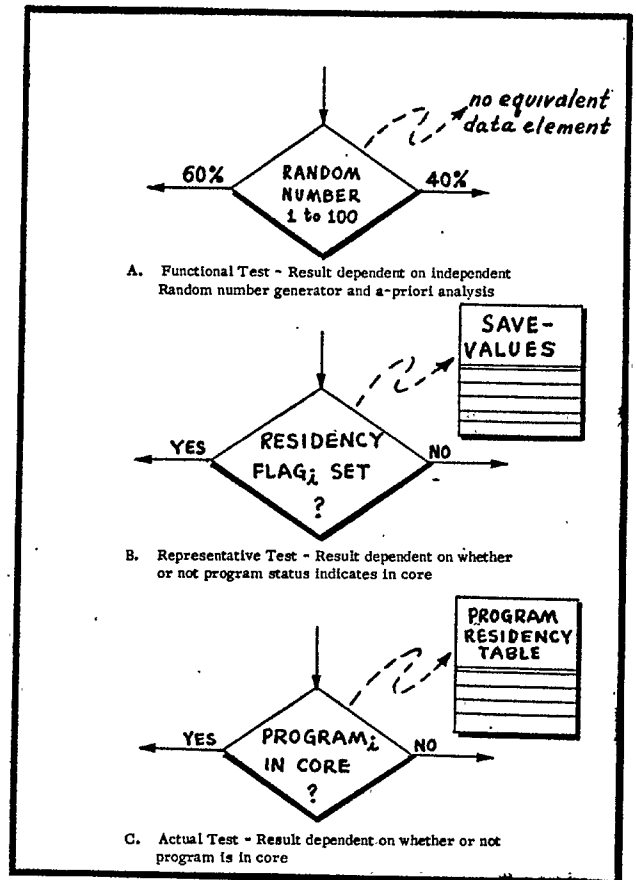 no equivalent
data element
60%
RANDOM
NUMBER
1 to 100
40%
A. Functional Test - Result dependent on independent
Random number generator and a-priori analysis
SAVE-
VALUES
YES
RESIDENCY
FLAGi SET
?
NO
B. Representative Test - Result dependent on whether
or not program status indicates in core
PROGRAM
RESIDENCY
TABLE
YES
PROGRAMi
IN CORE
?
NO
C. Actual Test - Result dependent on whether or not
program is in core